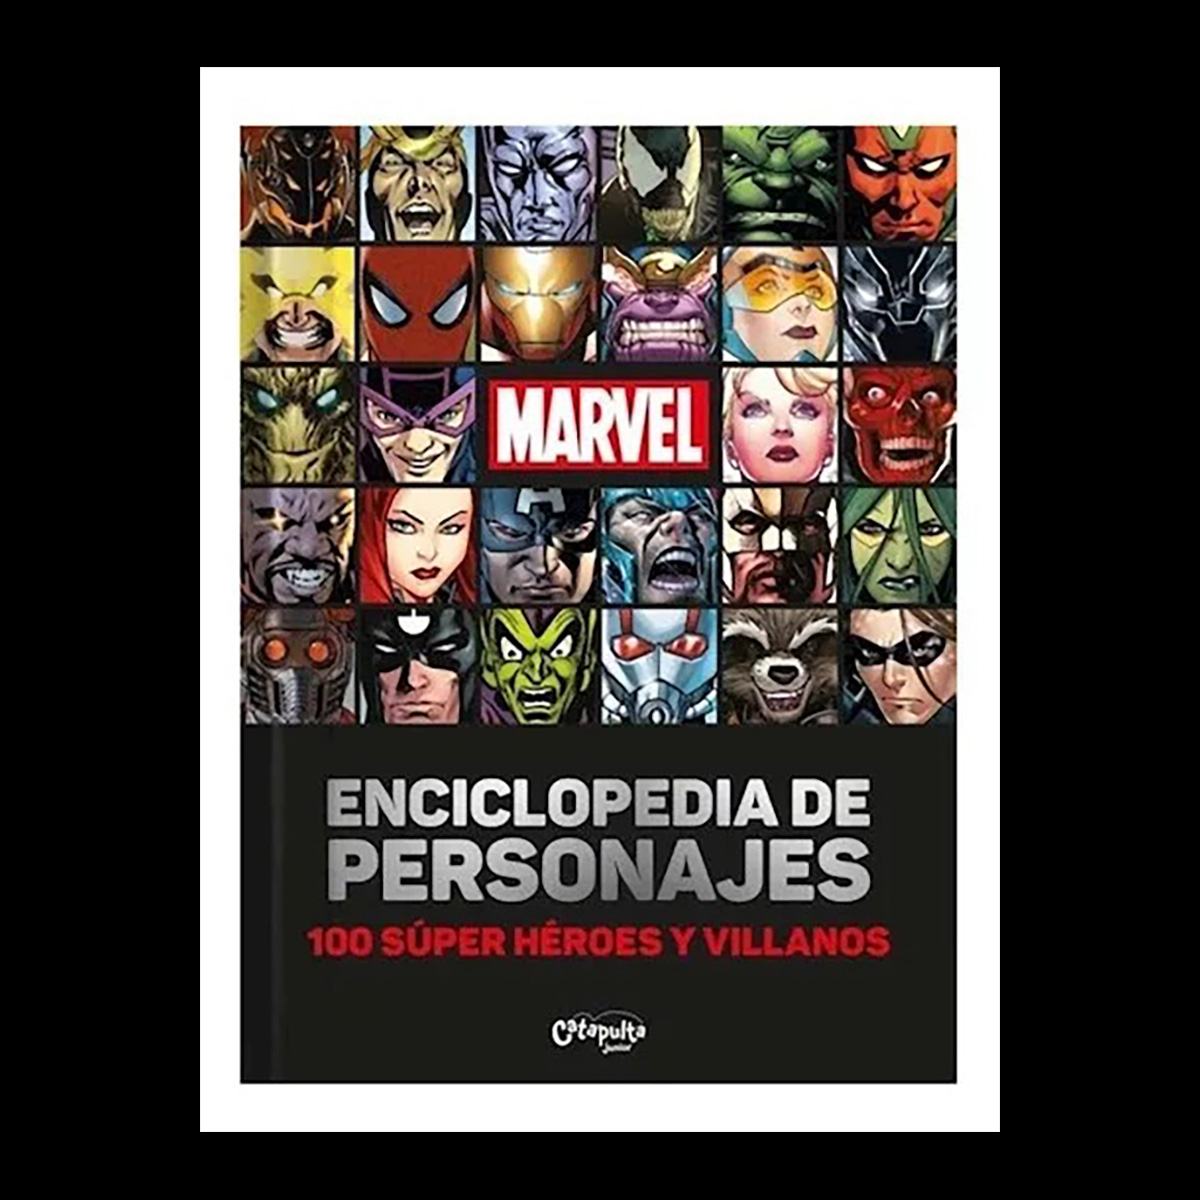 MARVEL
ENCICLOPEDIA DE
PERSONAJES
100 SÚPER HÉROES Y VILLANOS
Catapulta
junior